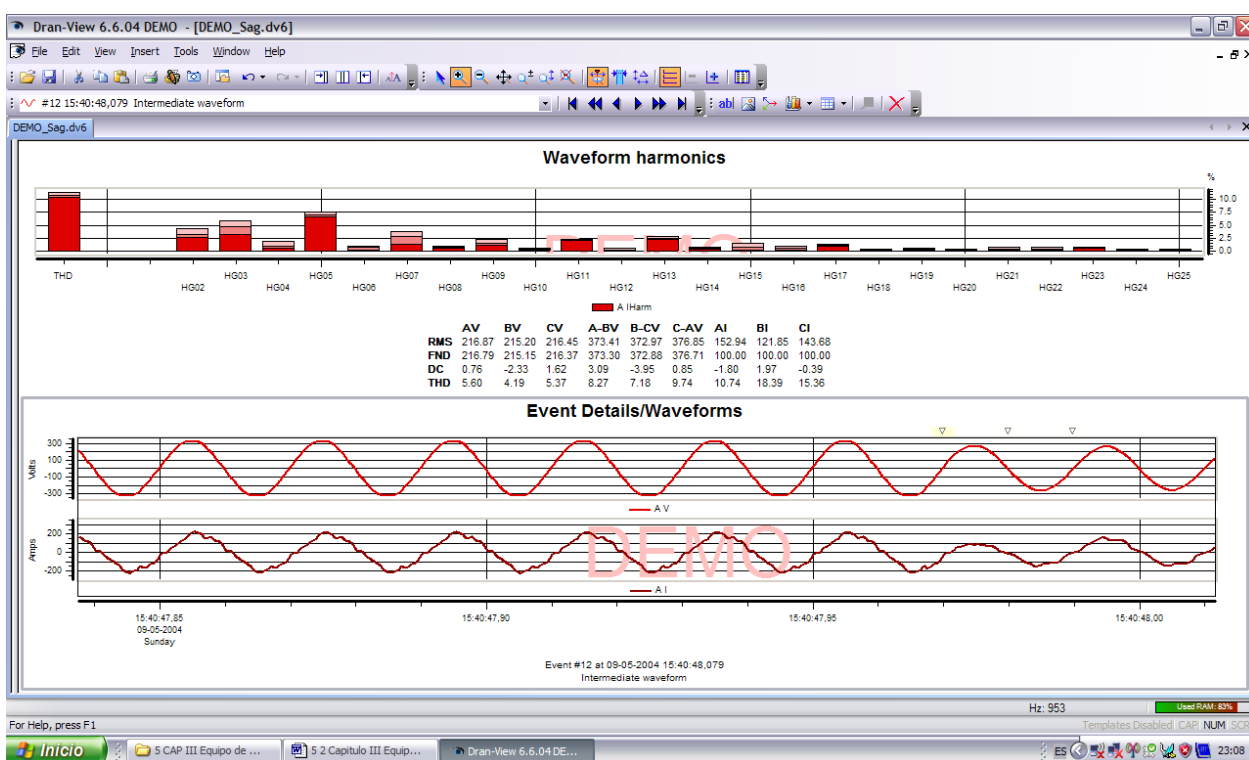 Dran-View 6.6.04 DEMO - [DEMO_Sag.dv6]
File Edit View Insert Tools Window Help
#12 15:40:48,079 Intermediate waveform
ab|
DEMO_Sag.dv6
Waveform harmonics
%
10.0
7.5
5.0
2.5
0.0
DEMO
THD HG03 HG05 HG07 HG09 HG11 HG13 HG15 HG17 HG19 HG21 HG23 HG25
HG02 HG04 HG06 HG08 HG10 HG12 HG14 HG16 HG18 HG20 HG22 HG24
A IHarm
AV BV CV A-BV B-CV C-AV AI BI CI
RMS 216.87 215.20 216.45 373.41 372.97 376.85 152.94 121.85 143.68
FND 216.79 215.15 216.37 373.30 372.88 376.71 100.00 100.00 100.00
DC 0.76 -2.33 1.62 3.09 -3.95 0.85 -1.80 1.97 -0.39
THD 5.60 4.19 5.37 8.27 7.18 9.74 10.74 18.39 15.36
Event Details/Waveforms
Volts
300
100
-100
-300
A V
Amps
200
0
-200
DEMO
A I
15:40:47,85 15:40:47,90 15:40:47,95 15:40:48,00
09-05-2004
Sunday
Event #12 at 09-05-2004 15:40:48,079
Intermediate waveform
Hz: 953 Used RAM: 83%
For Help, press F1 Templates Disabled CAP NUM SCR
Inicio 5 CAP III Equipo de ... 5 2 Capitulo III Equip... Dran-View 6.6.04 DE... ES 23:08